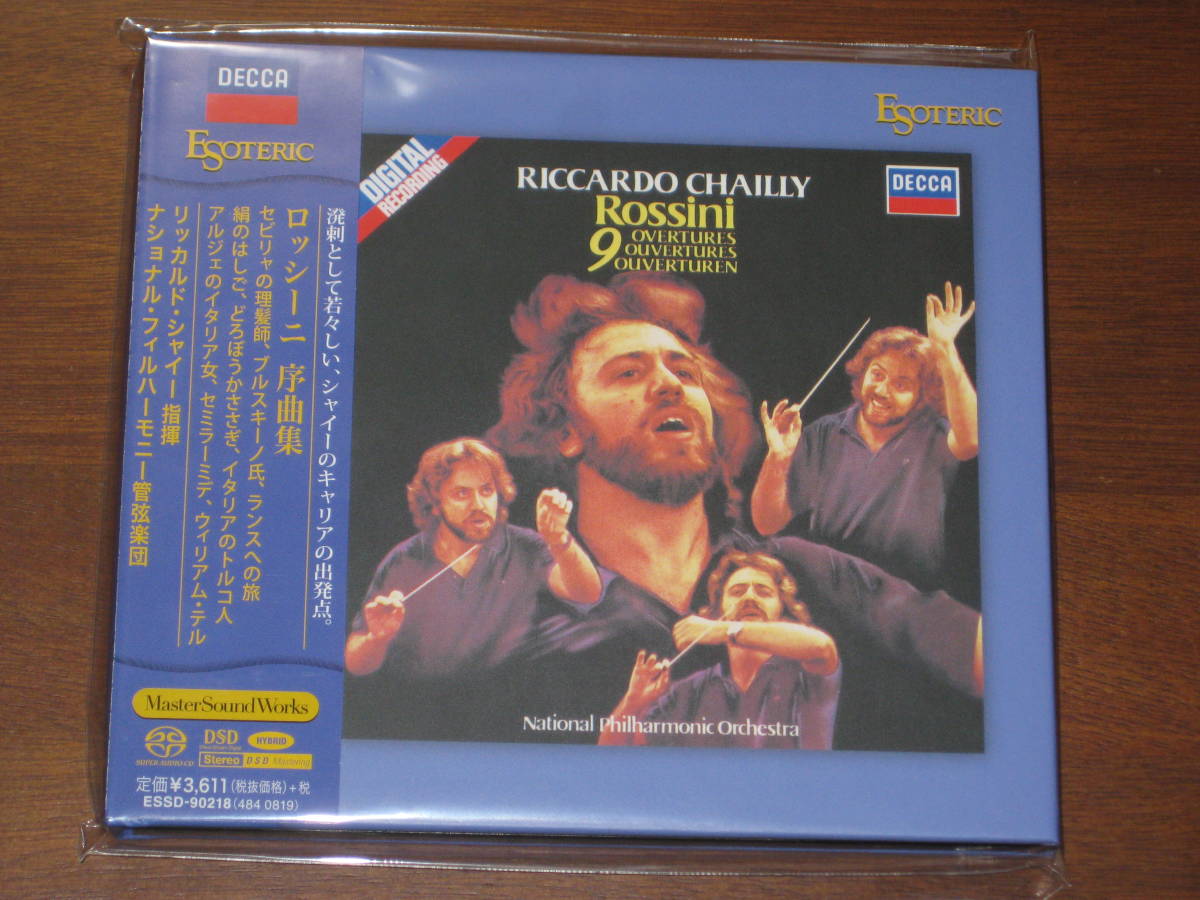 DECCA
ESOTERIC
溌剌として若々しい、シャイーのキャリアの出発点。
ロッシーニ 序曲集
セビリャの理髪師、ブルスキーノ氏、ランスへの旅
絹のはしご、どろぼうかささぎ、イタリアのトルコ人
アルジェのイタリア女、セミラーミデ、ウィリアム・テル
リッカルド・シャイー 指揮
ナショナル・フィルハーモニー管弦楽団
MasterSoundWorks
SUPER AUDIO CD
DSD
HYBRID
Stereo
DSD Mastering
定価¥3,611(税抜価格)+税
ESSD-90218(484 0819)
ESOTERIC
DIGITAL
RECORDING
RICCARDO CHAILLY
DECCA
Rossini
9 OVERTURES
OUVERTURES
OUVERTUREN
National Philharmonic Orchestra